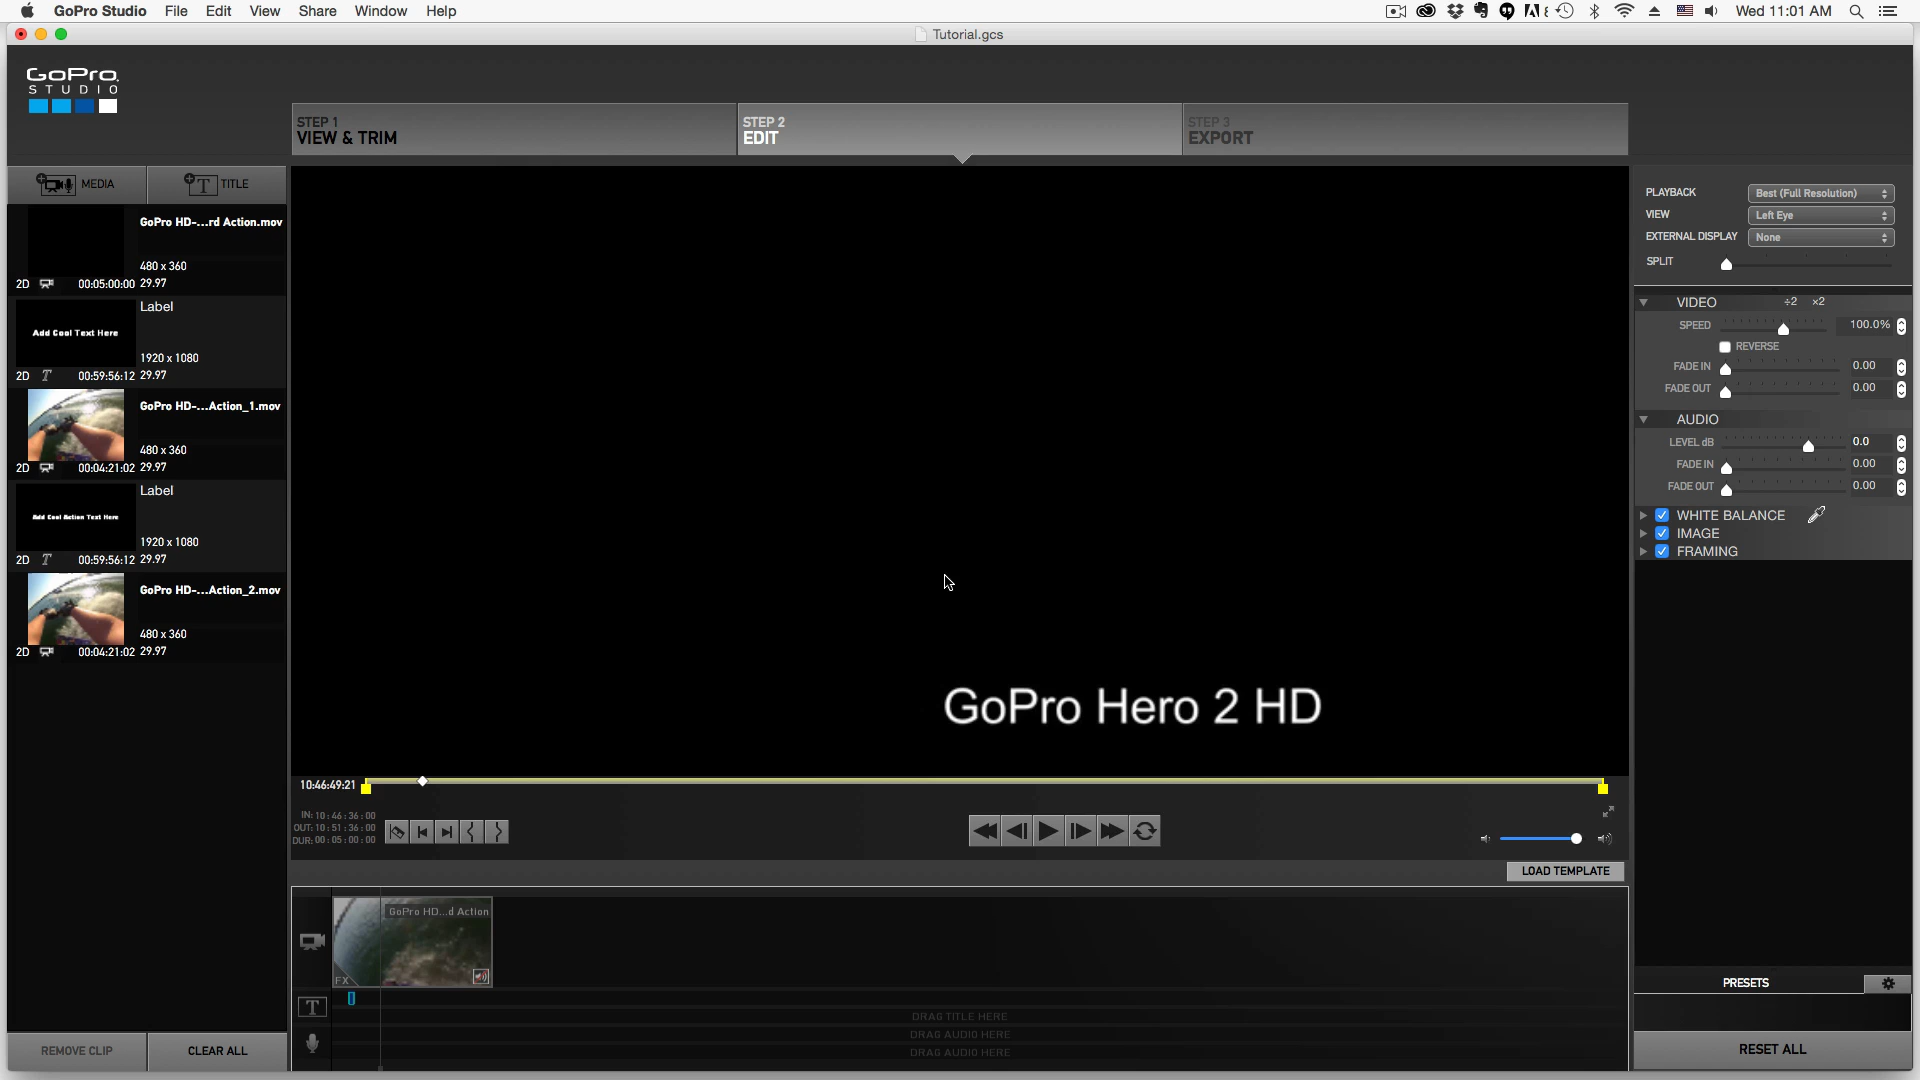 GoPro Studio File Edit View Share Window Help
Wed 11:01 AM
Tutorial.gcs
GoPro
STUDIO
STEP 1
VIEW & TRIM
STEP 2
EDIT
STEP 3
EXPORT
MEDIA
TITLE
GoPro HD-...rd Action.mov
480 x 360
2D 00:05:00:00 29.97
Label
Add Cool Text Here
1920 x 1080
2D T 00:59:56:12 29.97
GoPro HD-...Action_1.mov
480 x 360
2D 00:04:21:02 29.97
Label
Add Cool Action Text Here
1920 x 1080
2D T 00:59:56:12 29.97
GoPro HD-...Action_2.mov
480 x 360
2D 00:04:21:02 29.97
REMOVE CLIP
CLEAR ALL
GoPro Hero 2 HD
10:46:49:21
IN: 10:46:36:00
OUT: 10:51:36:00
DUR: 00:05:00:00
LOAD TEMPLATE
GoPro HD...d Action
FX
T
DRAG TITLE HERE
DRAG AUDIO HERE
DRAG AUDIO HERE
PLAYBACK Best (Full Resolution)
VIEW Left Eye
EXTERNAL DISPLAY None
SPLIT
VIDEO ÷2 x2
SPEED 100.0%
REVERSE
FADE IN 0.00
FADE OUT 0.00
AUDIO
LEVEL dB 0.0
FADE IN 0.00
FADE OUT 0.00
WHITE BALANCE
IMAGE
FRAMING
PRESETS
RESET ALL